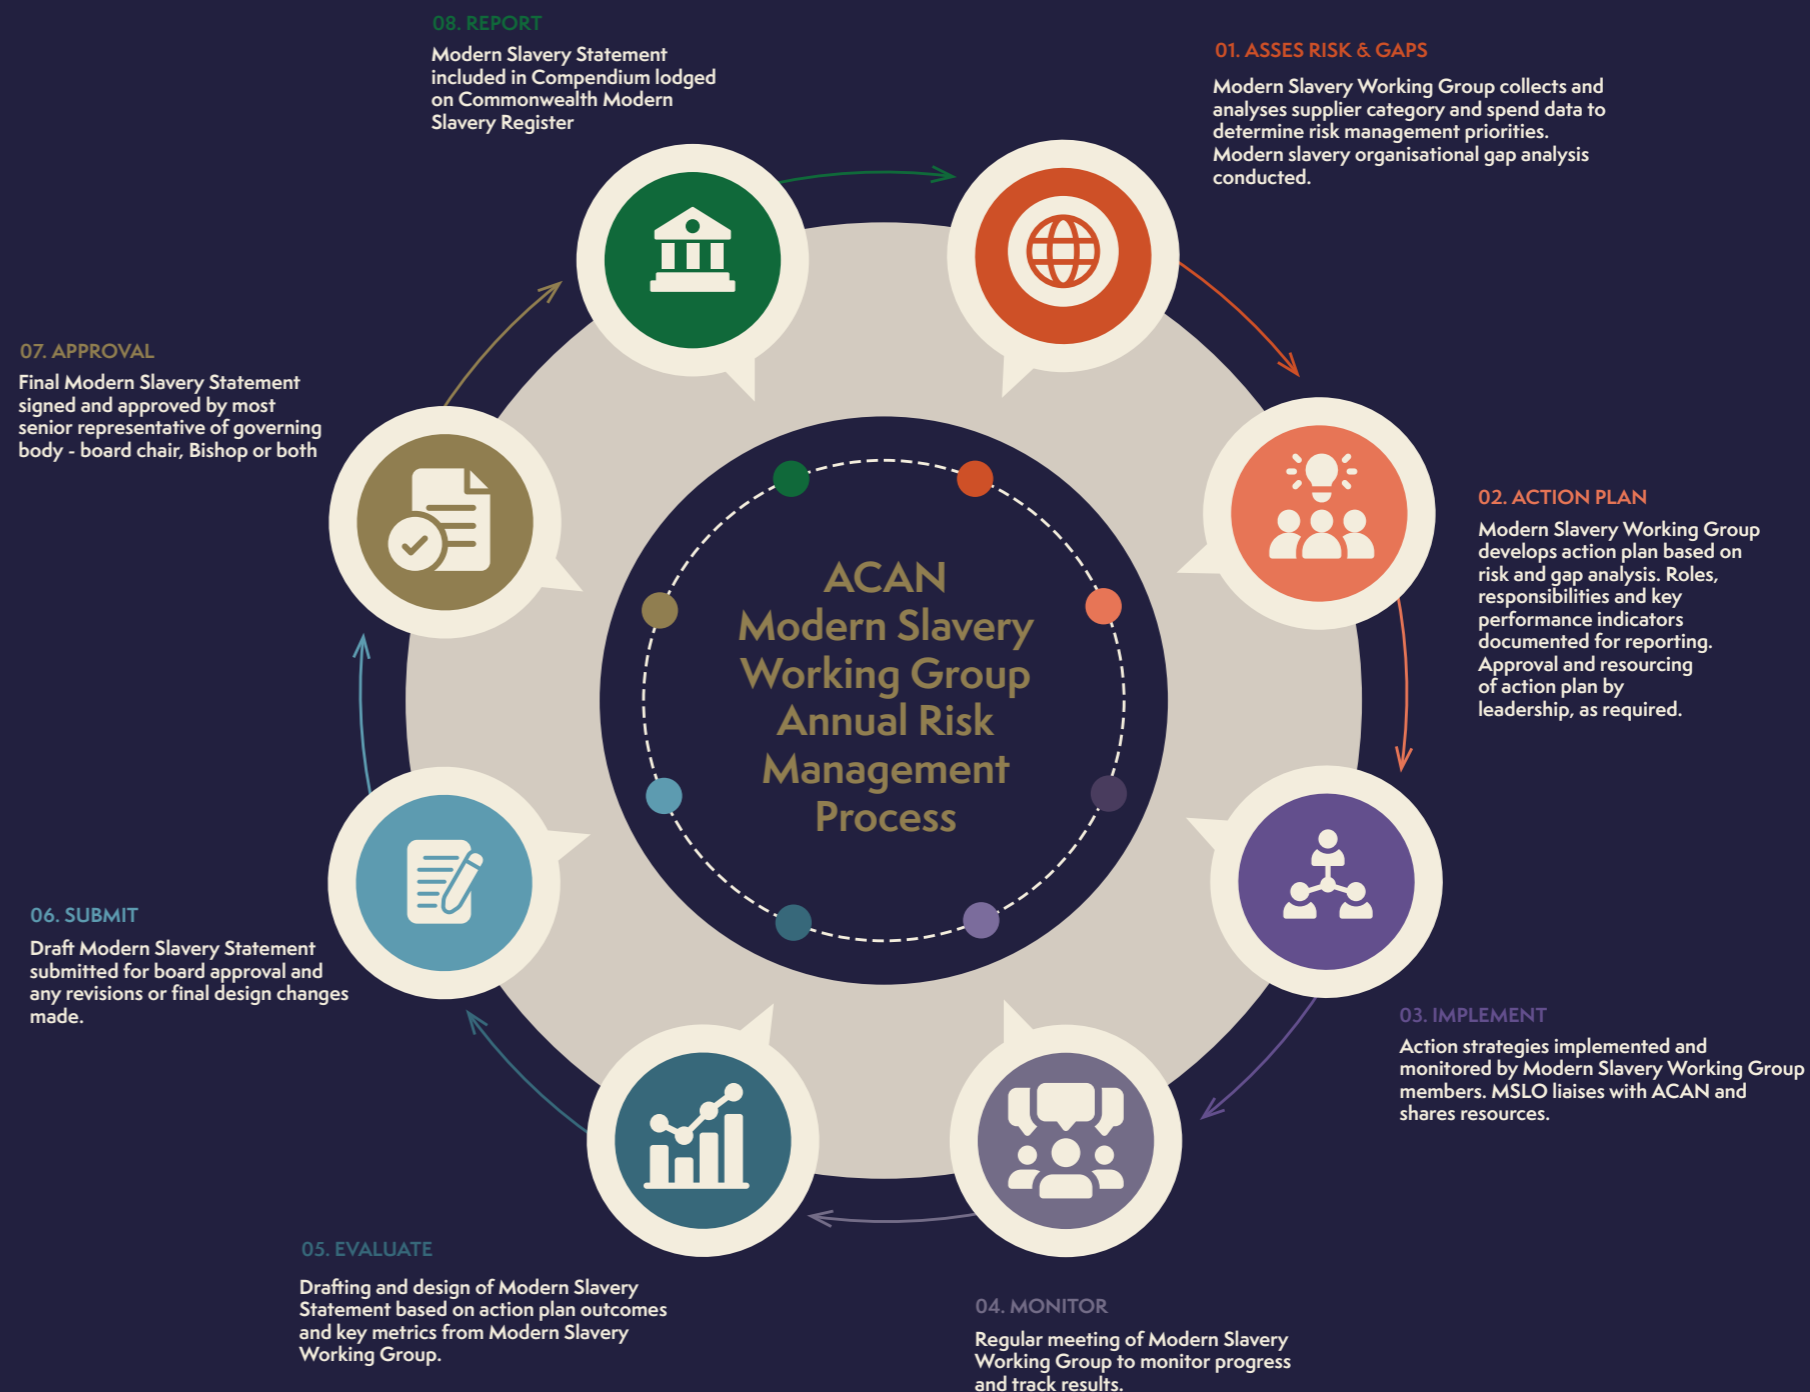 08. REPORT
Modern Slavery Statement
included in Compendium lodged
on Commonwealth Modern
Slavery Register
01. ASSES RISK & GAPS
Modern Slavery Working Group collects and
analyses supplier category and spend data to
determine risk management priorities.
Modern slavery organisational gap analysis
conducted.
07. APPROVAL
Final Modern Slavery Statement
signed and approved by most
senior representative of governing
body - board chair, Bishop or both
02. ACTION PLAN
Modern Slavery Working Group
develops action plan based on
risk and gap analysis. Roles,
responsibilities and key
performance indicators
documented for reporting.
Approval and resourcing
of action plan by
leadership, as required.
ACAN
Modern Slavery
Working Group
Annual Risk
Management
Process
06. SUBMIT
Draft Modern Slavery Statement
submitted for board approval and
any revisions or final design changes
made.
03. IMPLEMENT
Action strategies implemented and
monitored by Modern Slavery Working Group
members. MSLO liaises with ACAN and
shares resources.
05. EVALUATE
Drafting and design of Modern Slavery
Statement based on action plan outcomes
and key metrics from Modern Slavery
Working Group.
04. MONITOR
Regular meeting of Modern Slavery
Working Group to monitor progress
and track results.